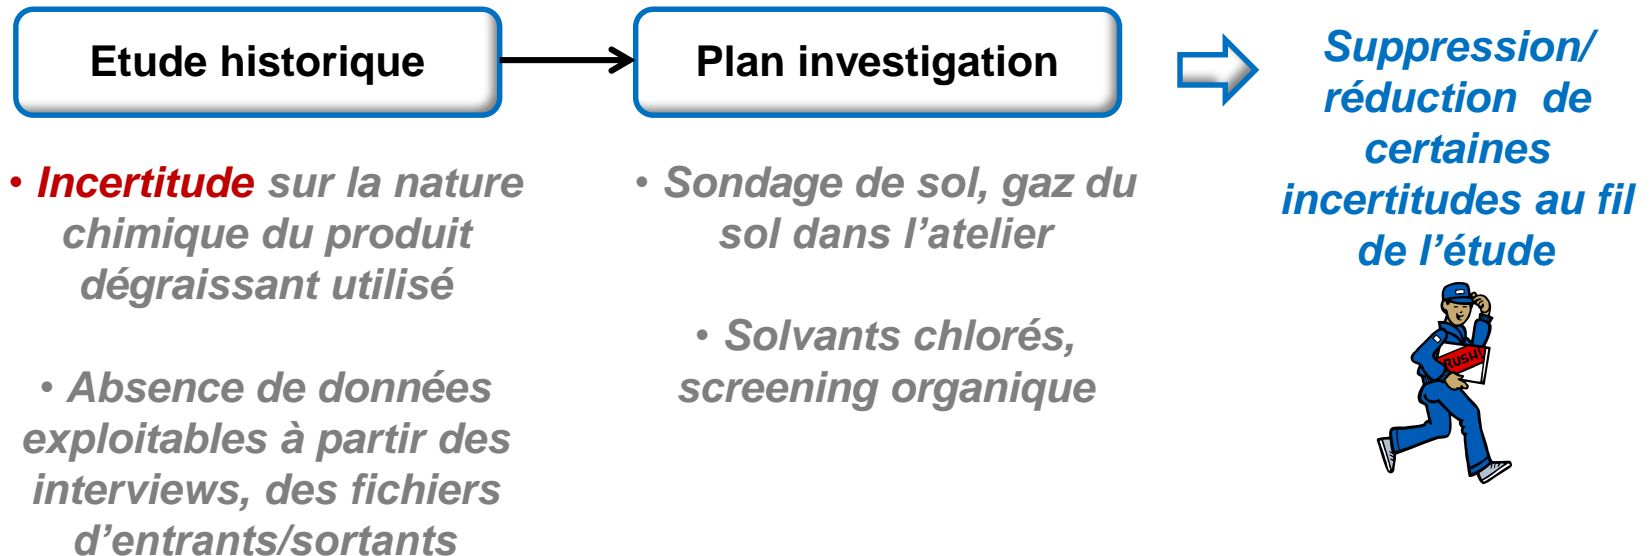 Etude historique
• Incertitude sur la nature
chimique du produit
dégraissant utilisé
• Absence de données
exploitables à partir des
interviews, des fichiers
d’entrants/sortants
Plan investigation
• Sondage de sol, gaz du
sol dans l’atelier
• Solvants chlorés,
screening organique
Suppression/
réduction de
certaines
incertitudes au fil
de l’étude
RUSH!